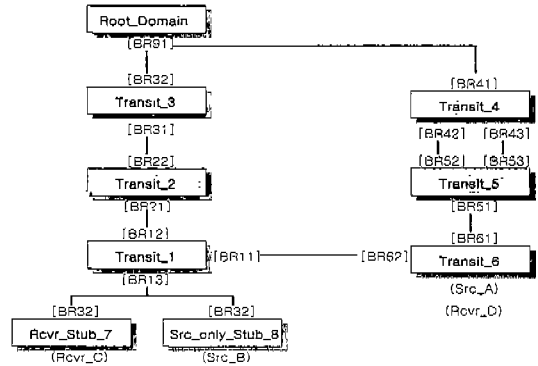 Root_Domain
[BR91]
[BR32]
[BR41]
Transit_3
Transit_4
[BR31]
[BR42]
[BR43]
[BR22]
[BR52]
[BR53]
Transit_2
Transit_5
[BR21]
[BR51]
[BR12]
[BR61]
Transit_1
[BR11]
[BR62]
Transit_6
[BR13]
(Src_A)
(Rcvr_D)
[BR32]
[BR32]
Rcvr_Stub_7
Src_only_Stub_8
(Rcvr_C)
(Src_B)